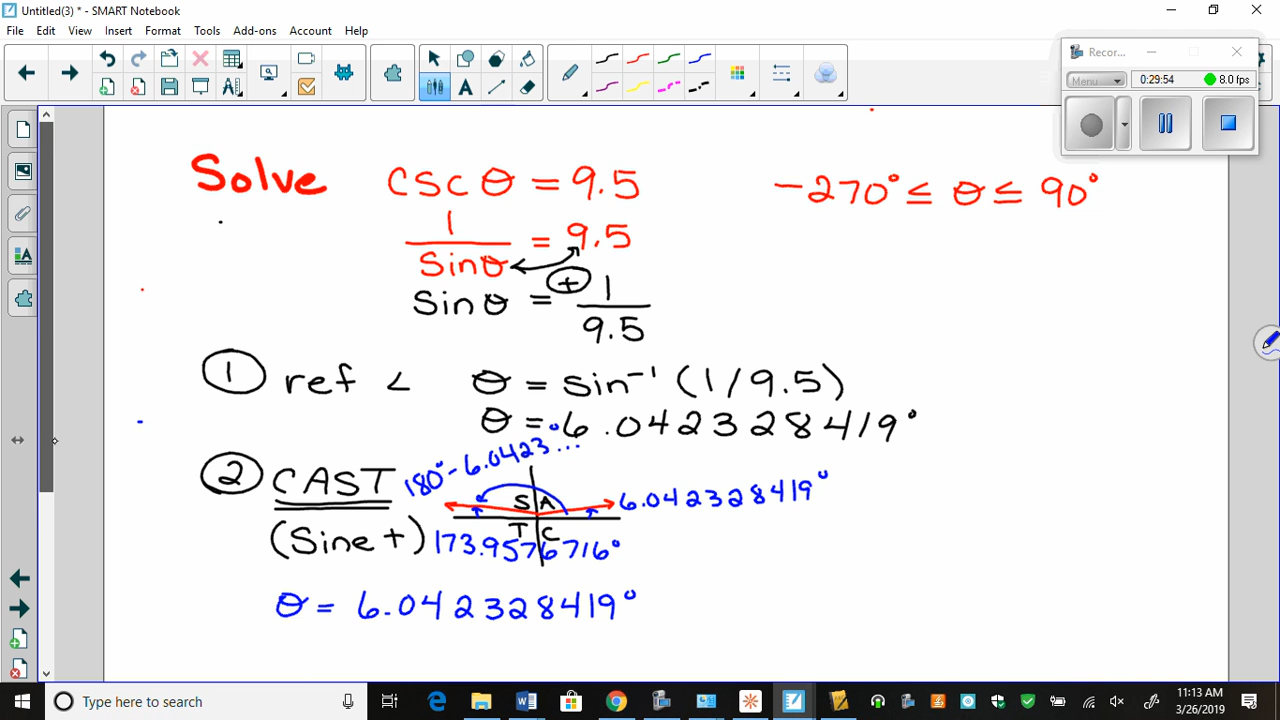 Untitled(3) * - SMART Notebook
File Edit View Insert Format Tools Add-ons Account Help
Recor...
Menu 0:29:54 8.0 fps
Solve csc θ = 9.5 -270° ≤ θ ≤ 90°
1 / sinθ = 9.5
sin θ = + 1 / 9.5
① ref < θ = sin⁻¹ (1/9.5)
θ = 6.042328419°
② CAST 180° - 6.0423...°
S A 6.042328419°
T C
(Sine +) 173.9576716°
θ = 6.042328419°
Type here to search
11:13 AM
3/26/2019